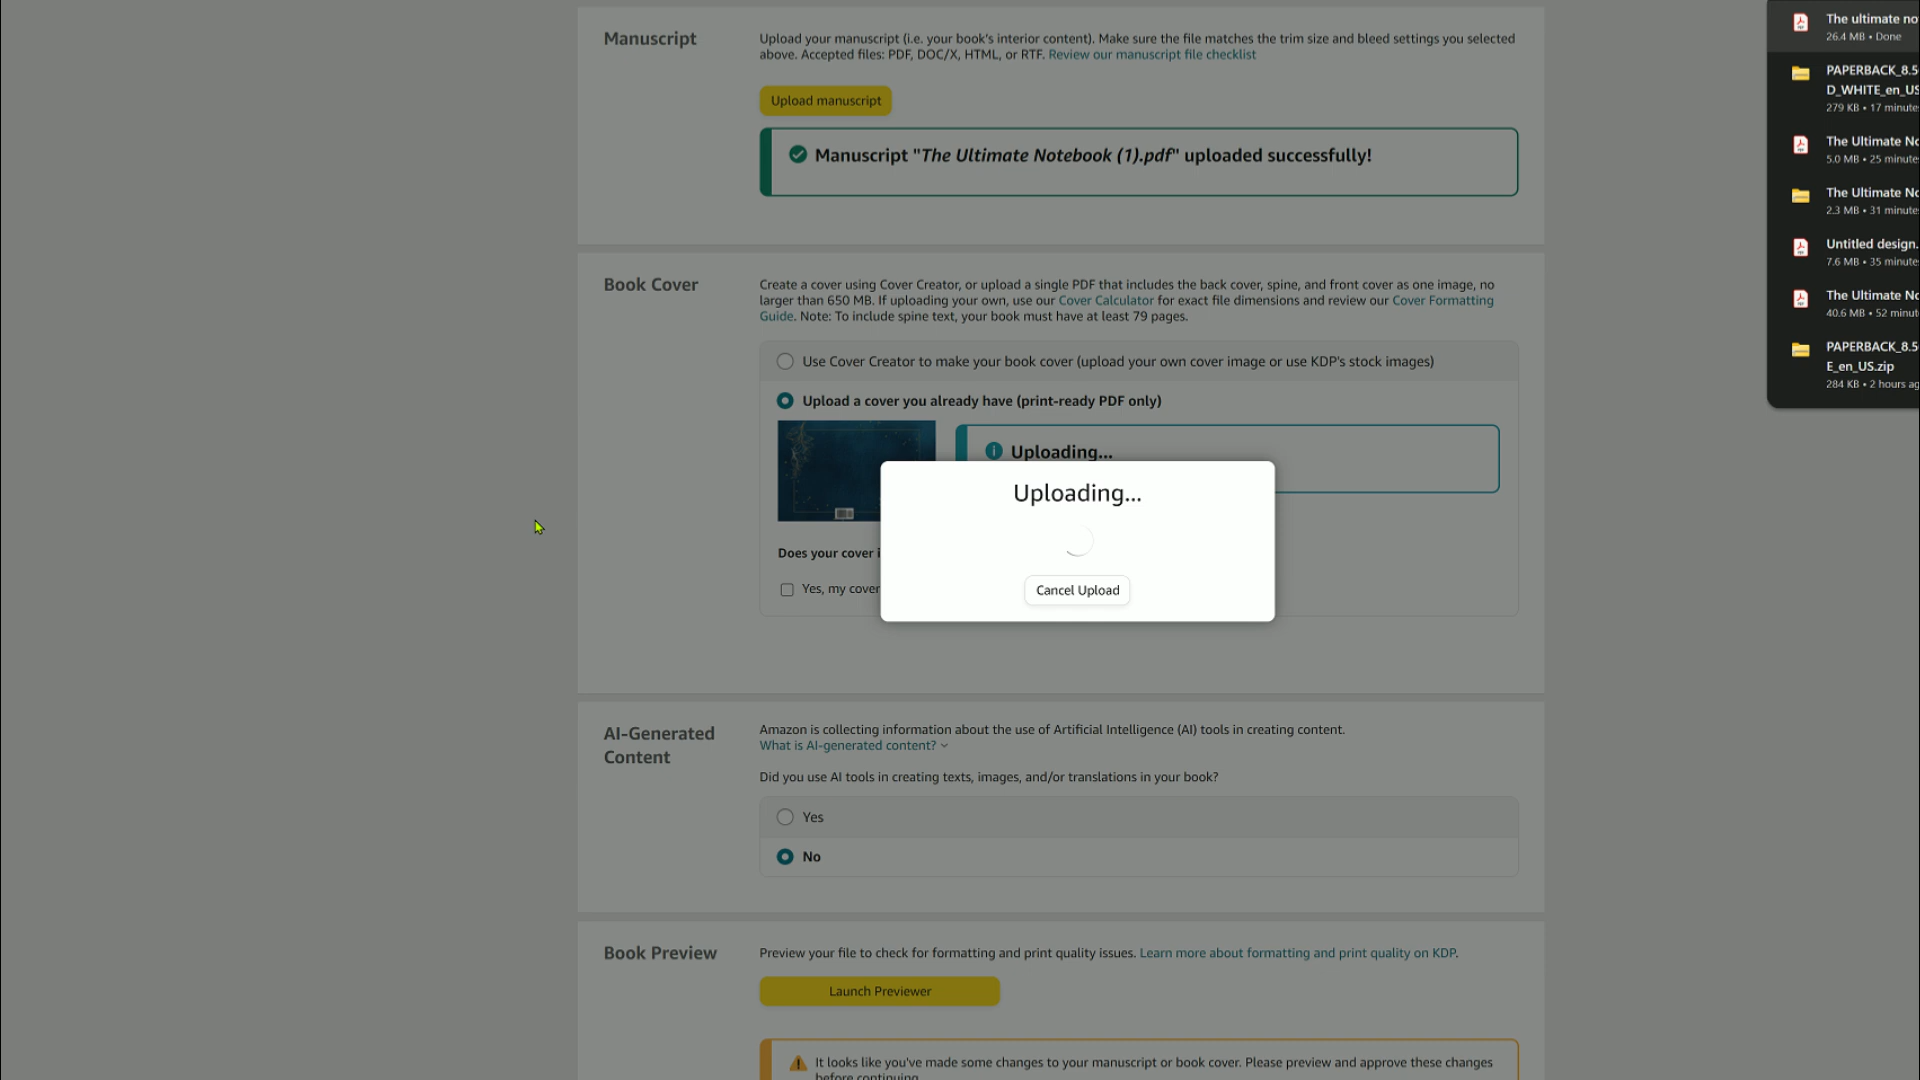 Manuscript
Upload your manuscript (i.e. your book's interior content). Make sure the file matches the trim size and bleed settings you selected
above. Accepted files: PDF, DOC/X, HTML, or RTF. Review our manuscript file checklist
Upload manuscript
Manuscript "The Ultimate Notebook (1).pdf" uploaded successfully!
Book Cover
Create a cover using Cover Creator, or upload a single PDF that includes the back cover, spine, and front cover as one image, no
larger than 650 MB. If uploading your own, use our Cover Calculator for exact file dimensions and review our Cover Formatting
Guide. Note: To include spine text, your book must have at least 79 pages.
Use Cover Creator to make your book cover (upload your own cover image or use KDP's stock images)
Upload a cover you already have (print-ready PDF only)
Uploading...
Uploading...
Cancel Upload
Does your cover
Yes, my cover
AI-Generated
Content
Amazon is collecting information about the use of Artificial Intelligence (AI) tools in creating content.
What is AI-generated content?
Did you use AI tools in creating texts, images, and/or translations in your book?
Yes
No
Book Preview
Preview your file to check for formatting and print quality issues. Learn more about formatting and print quality on KDP.
Launch Previewer
It looks like you've made some changes to your manuscript or book cover. Please preview and approve these changes
before continuing.
The ultimate no
26.4 MB • Done
PAPERBACK_8.5
D_WHITE_en_US
279 KB • 17 minute
The Ultimate No
5.0 MB • 25 minute
The Ultimate No
2.3 MB • 31 minute
Untitled design.
7.6 MB • 35 minute
The Ultimate No
40.6 MB • 52 minut
PAPERBACK_8.5
E_en_US.zip
284 KB • 2 hours ag